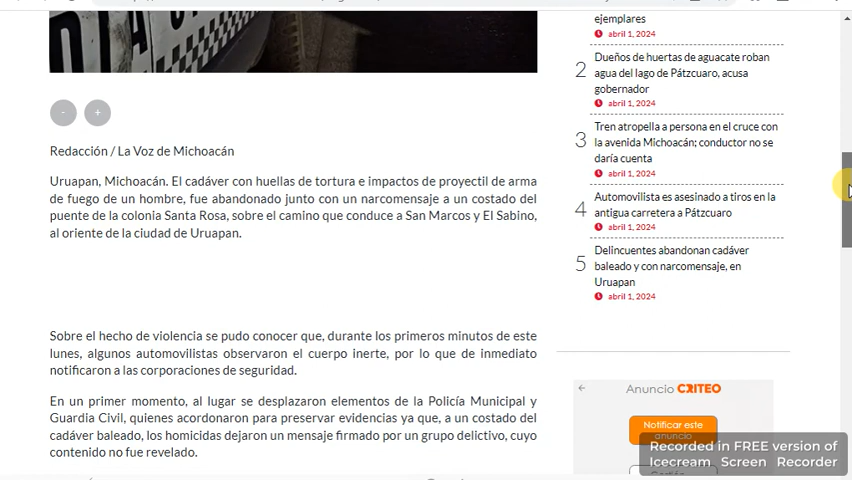 - +
Redacción / La Voz de Michoacán
Uruapan, Michoacán. El cadáver con huellas de tortura e impactos de proyectil de arma
de fuego de un hombre, fue abandonado junto con un narcomensaje a un costado del
puente de la colonia Santa Rosa, sobre el camino que conduce a San Marcos y El Sabino,
al oriente de la ciudad de Uruapan.
Sobre el hecho de violencia se pudo conocer que, durante los primeros minutos de este
lunes, algunos automovilistas observaron el cuerpo inerte, por lo que de inmediato
notificaron a las corporaciones de seguridad.
En un primer momento, al lugar se desplazaron elementos de la Policía Municipal y
Guardia Civil, quienes acordonaron para preservar evidencias ya que, a un costado del
cadáver baleado, los homicidas dejaron un mensaje firmado por un grupo delictivo, cuyo
contenido no fue revelado.
ejemplares
abril 1, 2024
2 Dueños de huertas de aguacate roban
agua del lago de Pátzcuaro, acusa
gobernador
abril 1, 2024
3 Tren atropella a persona en el cruce con
la avenida Michoacán; conductor no se
daría cuenta
abril 1, 2024
4 Automovilista es asesinado a tiros en la
antigua carretera a Pátzcuaro
abril 1, 2024
5 Delincuentes abandonan cadáver
baleado y con narcomensaje, en
Uruapan
abril 1, 2024
Anuncio CRITEO
Notificar este
anuncio
Recorded in FREE version of
Icecream Screen Recorder